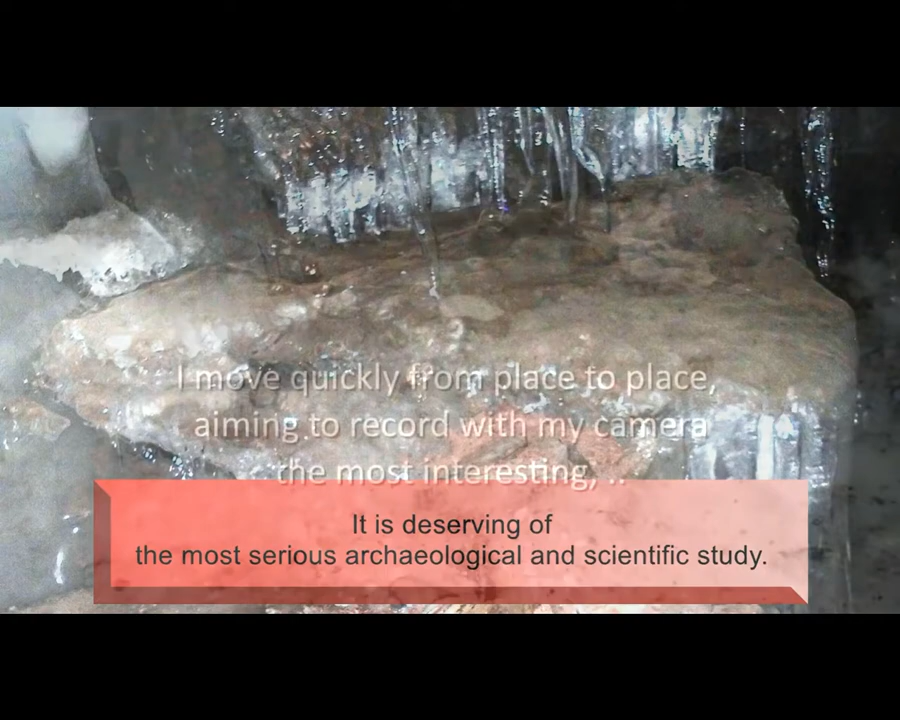 I move quickly from place to place,
aiming to record with my camera
the most interesting, ..
It is deserving of
the most serious archaeological and scientific study.